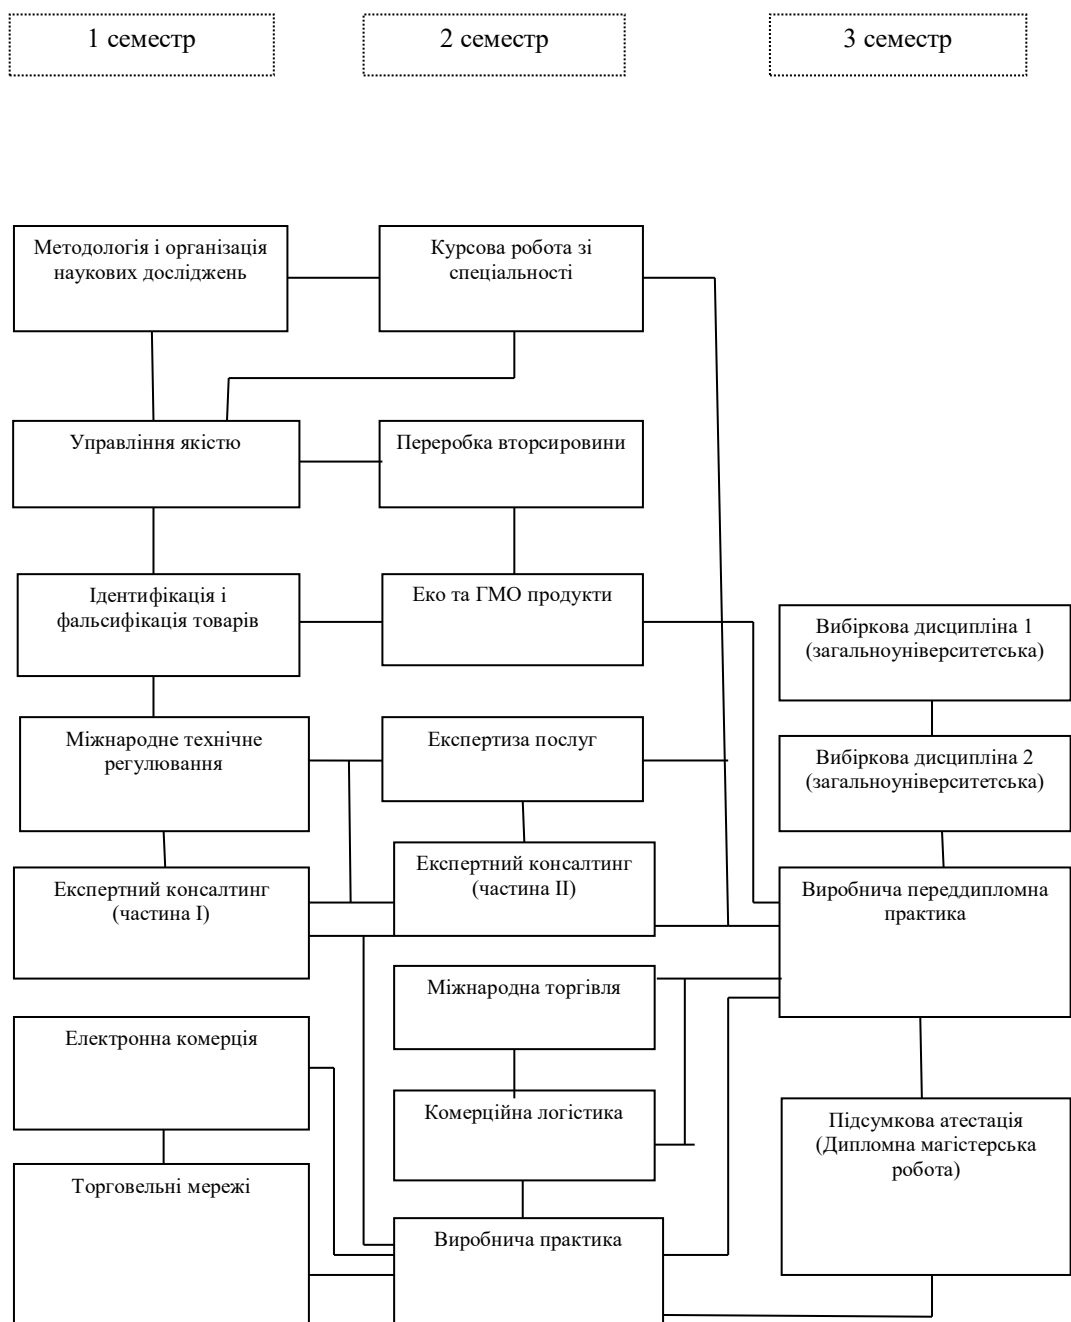 1 семестр
2 семестр
3 семестр
Методологія і організація
наукових досліджень
Курсова робота зі
спеціальності
Управління якістю
Переробка вторсировини
Ідентифікація і
фальсифікація товарів
Еко та ГМО продукти
Вибіркова дисципліна 1
(загальноуніверситетська)
Міжнародне технічне
регулювання
Експертиза послуг
Вибіркова дисципліна 2
(загальноуніверситетська)
Експертний консалтинг
(частина І)
Експертний консалтинг
(частина ІІ)
Виробнича переддипломна
практика
Міжнародна торгівля
Електронна комерція
Комерційна логістика
Підсумкова атестація
(Дипломна магістерська
робота)
Торговельні мережі
Виробнича практика